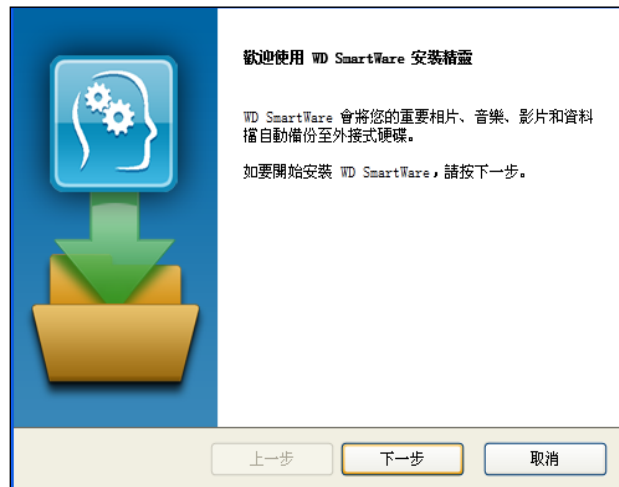 歡迎使用 WD SmartWare 安裝精靈
WD SmartWare 會將您的重要相片、音樂、影片和資料
檔自動備份至外接式硬碟。
如要開始安裝 WD SmartWare，請按下一步。
上一步
下一步
取消